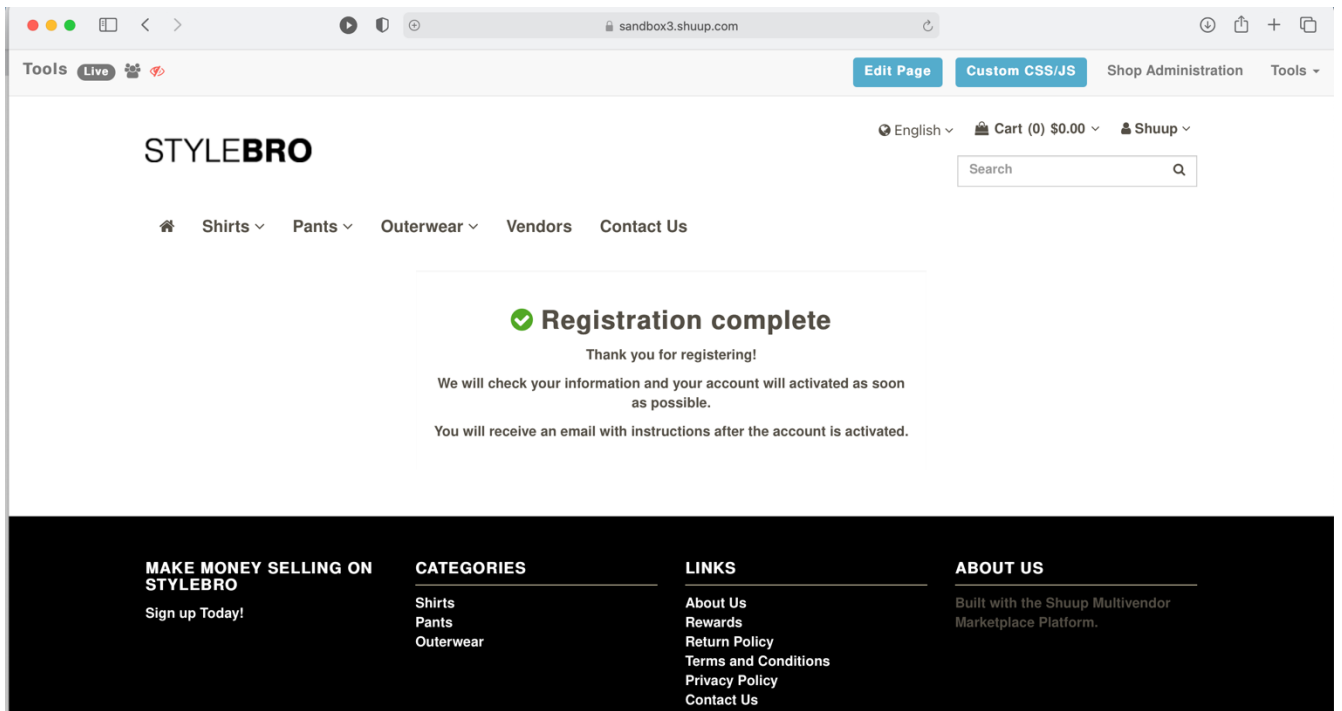 sandbox3.shuup.com
Tools Live Edit Page Custom CSS/JS Shop Administration Tools
English Cart (0) $0.00 Shuup
STYLEBRO
Search
Shirts Pants Outerwear Vendors Contact Us
Registration complete
Thank you for registering!
We will check your information and your account will activated as soon
as possible.
You will receive an email with instructions after the account is activated.
MAKE MONEY SELLING ON
STYLEBRO
Sign up Today!
CATEGORIES
Shirts
Pants
Outerwear
LINKS
About Us
Rewards
Return Policy
Terms and Conditions
Privacy Policy
Contact Us
ABOUT US
Built with the Shuup Multivendor
Marketplace Platform.